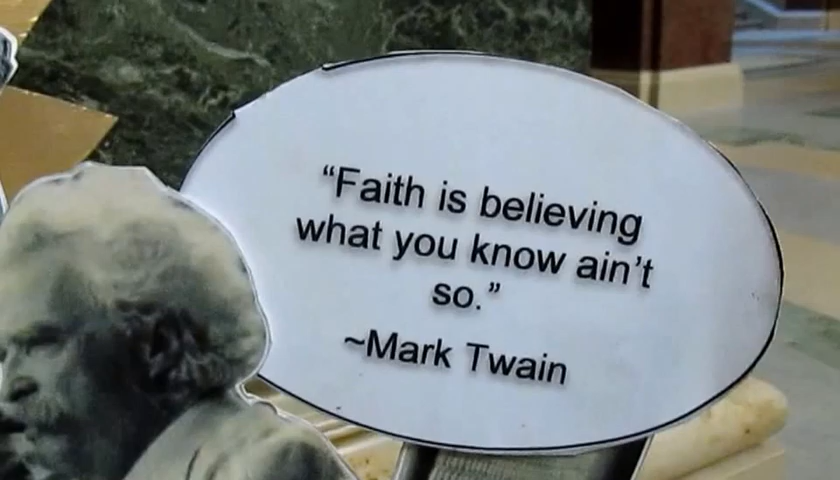 “Faith is believing
what you know ain’t
so.”
~Mark Twain